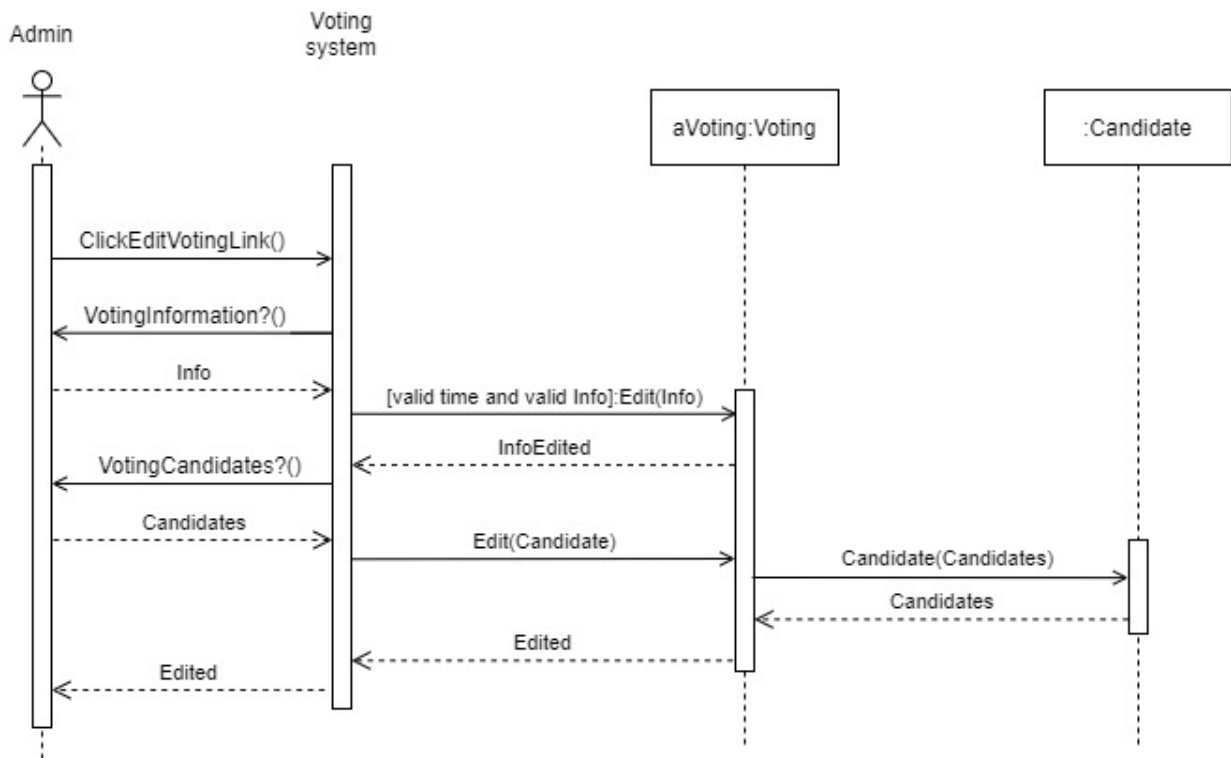 Admin
Voting
system
aVoting:Voting
:Candidate
ClickEditVotingLink()
VotingInformation?()
Info
[valid time and valid Info]:Edit(Info)
InfoEdited
VotingCandidates?()
Candidates
Edit(Candidate)
Candidate(Candidates)
Candidates
Edited
Edited